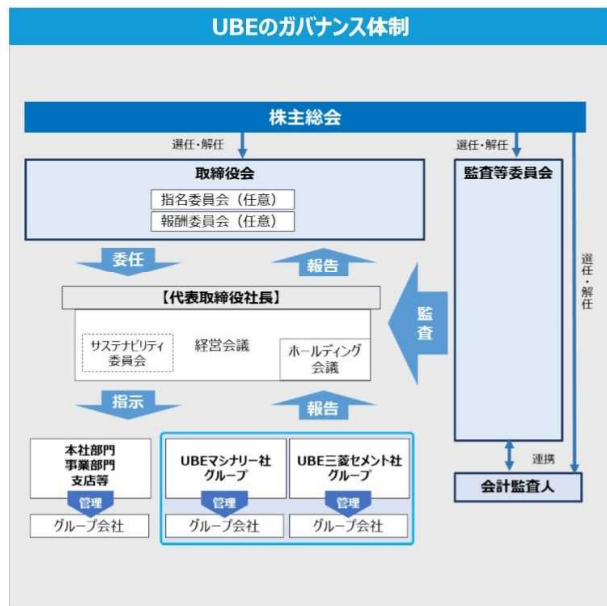 UBEのガバナンス体制
株主総会
選任・解任
選任・解任
取締役会
指名委員会（任意）
報酬委員会（任意）
監査等委員会
選任・解任
委任
報告
【代表取締役社長】
サステナビリティ
委員会
経営会議
ホールディング
会議
監査
指示
報告
本社部門
事業部門
支店等
管理
グループ会社
UBEマシナリー社
グループ
管理
グループ会社
UBE三菱セメント社
グループ
管理
グループ会社
連携
会計監査人